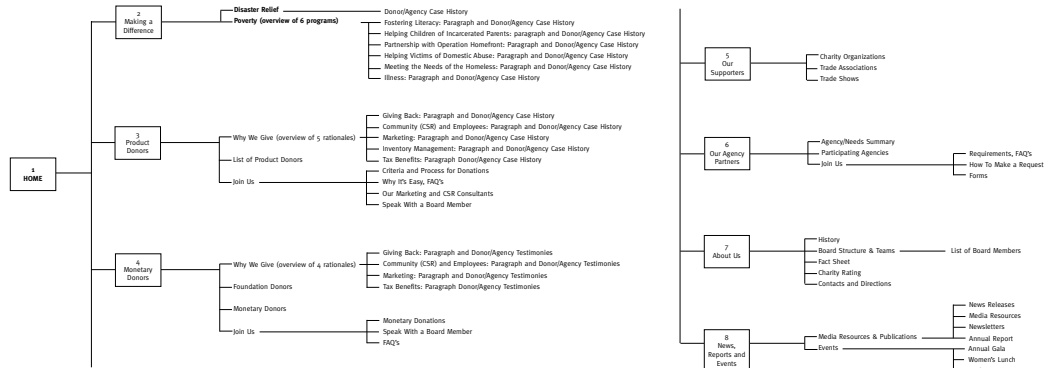 1
HOME
2
Making a
Difference
Disaster Relief
Donor/Agency Case History
Poverty (overview of 6 programs)
Fostering Literacy: Paragraph and Donor/Agency Case History
Helping Children of Incarcerated Parents: paragraph and Donor/Agency Case History
Partnership with Operation Homefront: Paragraph and Donor/Agency Case History
Helping Victims of Domestic Abuse: Paragraph and Donor/Agency Case History
Meeting the Needs of the Homeless: Paragraph and Donor/Agency Case History
Illness: Paragraph and Donor/Agency Case History
3
Product
Donors
Why We Give (overview of 5 rationales)
Giving Back: Paragraph and Donor/Agency Case History
Community (CSR) and Employees: Paragraph and Donor/Agency Case History
Marketing: Paragraph and Donor/Agency Case History
Inventory Management: Paragraph and Donor/Agency Case History
Tax Benefits: Paragraph Donor/Agency Case History
List of Product Donors
Join Us
Criteria and Process for Donations
Why It's Easy, FAQ's
Our Marketing and CSR Consultants
Speak With a Board Member
4
Monetary
Donors
Why We Give (overview of 4 rationales)
Giving Back: Paragraph and Donor/Agency Testimonies
Community (CSR) and Employees: Paragraph and Donor/Agency Testimonies
Marketing: Paragraph and Donor/Agency Testimonies
Tax Benefits: Paragraph Donor/Agency Testimonies
Foundation Donors
Monetary Donors
Join Us
Monetary Donations
Speak With a Board Member
FAQ's
5
Our
Supporters
Charity Organizations
Trade Associations
Trade Shows
6
Our Agency
Partners
Agency/Needs Summary
Participating Agencies
Join Us
Requirements, FAQ's
How To Make a Request
Forms
7
About Us
History
Board Structure & Teams
List of Board Members
Fact Sheet
Charity Rating
Contacts and Directions
8
News,
Reports and
Events
Media Resources & Publications
News Releases
Media Resources
Newsletters
Annual Report
Events
Annual Gala
Women's Lunch